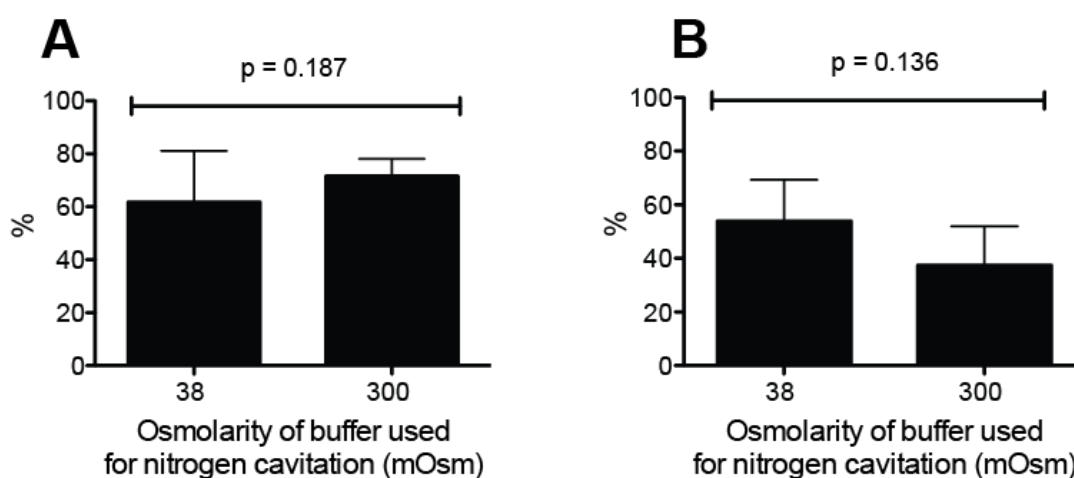 A
p = 0.187
100
80
60
40
20
0
%
38
300
Osmolarity of buffer used
for nitrogen cavitation (mOsm)
B
p = 0.136
100
80
60
40
20
0
%
38
300
Osmolarity of buffer used
for nitrogen cavitation (mOsm)